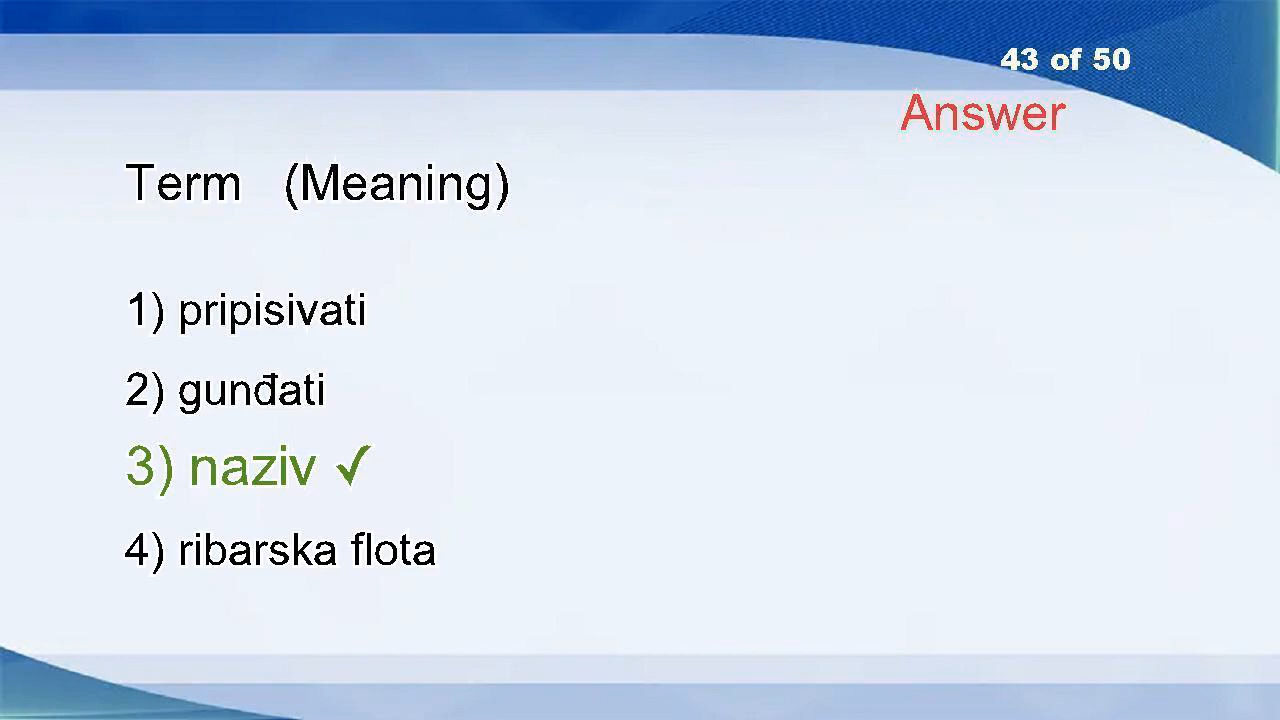 43 of 50
Answer
Term (Meaning)
1) pripisivati
2) gunđati
3) naziv ✓
4) ribarska flota